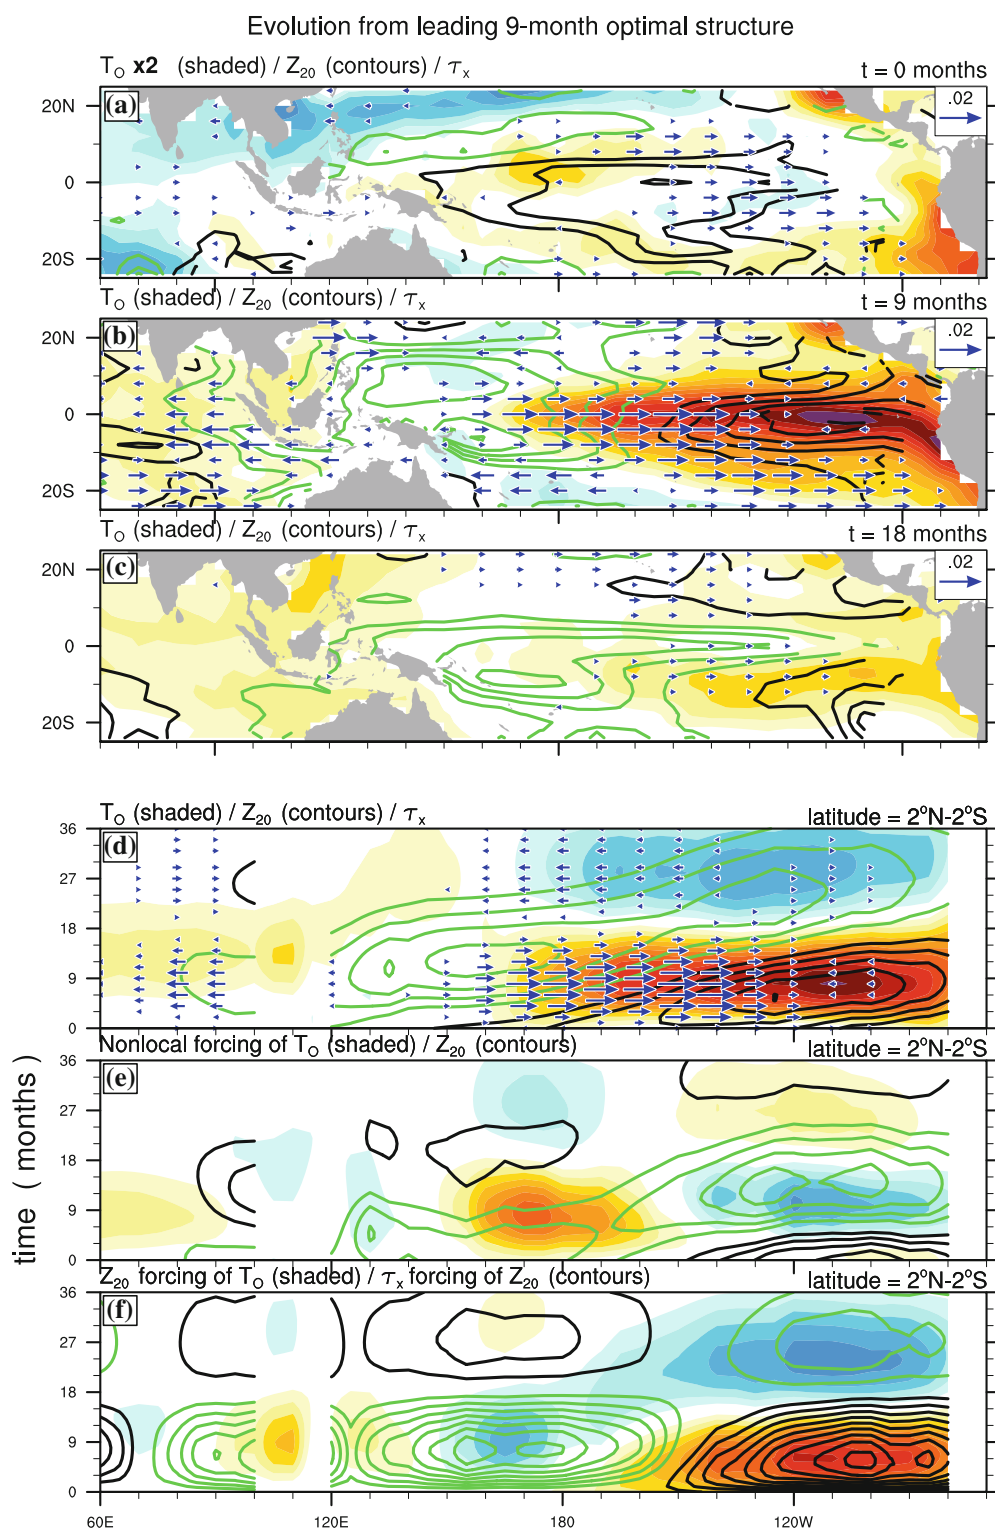 Evolution from leading 9-month optimal structure
T_O x2 (shaded) / Z_20 (contours) / τ_x t = 0 months
(a)
.02
20N
0
20S
T_O (shaded) / Z_20 (contours) / τ_x t = 9 months
(b)
.02
20N
0
20S
T_O (shaded) / Z_20 (contours) / τ_x t = 18 months
(c)
.02
20N
0
20S
180
T_O (shaded) / Z_20 (contours) / τ_x latitude = 2°N-2°S
(d)
36
27
18
9
0
Nonlocal forcing of T_O (shaded) / Z_20 (contours) latitude = 2°N-2°S
(e)
36
27
18
9
0
time ( months)
Z_20 forcing of T_O (shaded) / τ_x forcing of Z_20 (contours) latitude = 2°N-2°S
(f)
36
27
18
9
0
60E 120E 180 120W